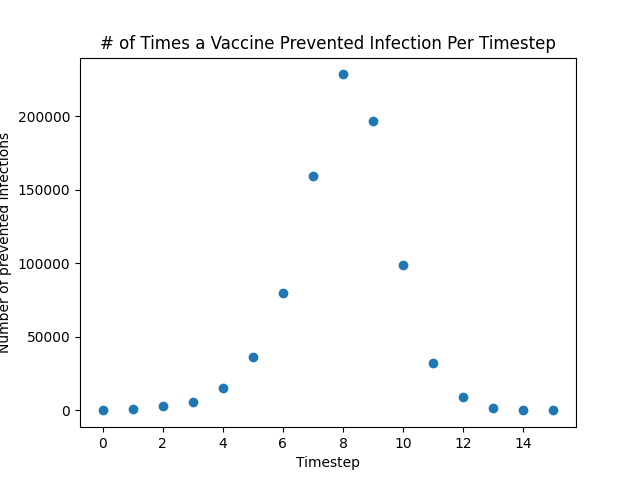 # of Times a Vaccine Prevented Infection Per Timestep
Number of prevented infections
200000
150000
100000
50000
0
0 2 4 6 8 10 12 14
Timestep